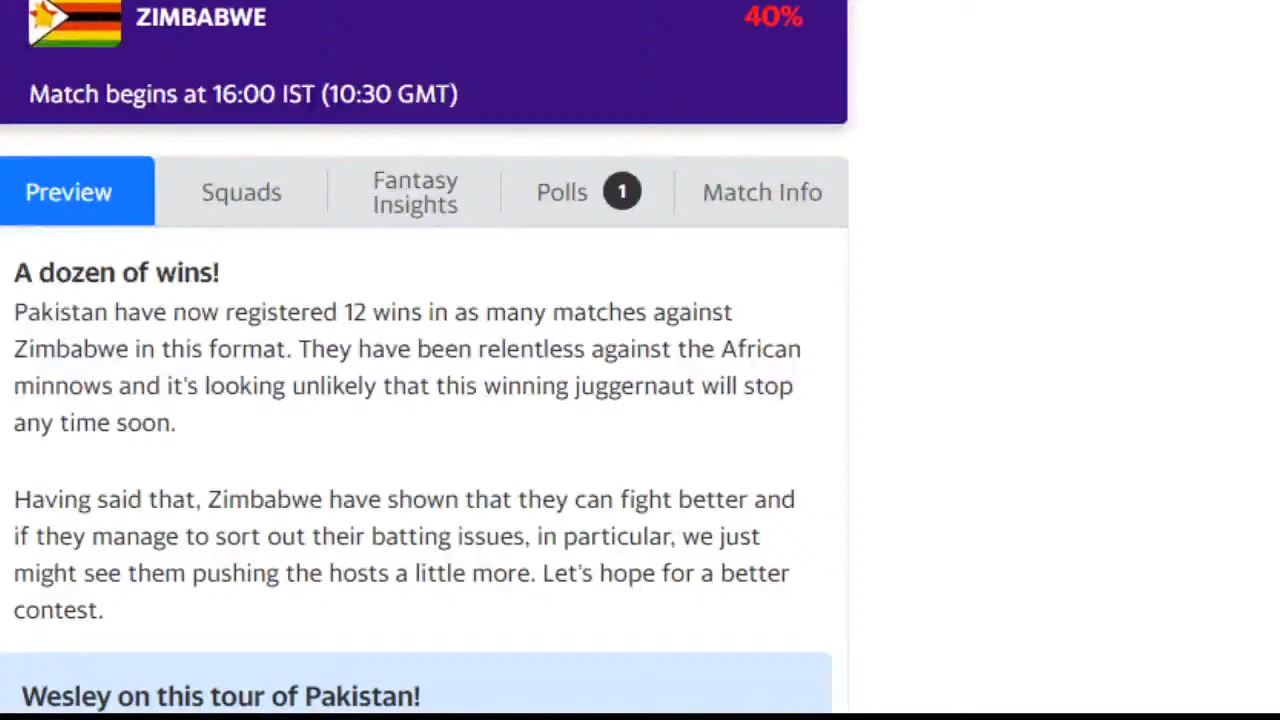 ZIMBABWE 40%
Match begins at 16:00 IST (10:30 GMT)
Preview Squads Fantasy Insights Polls 1 Match Info
A dozen of wins!
Pakistan have now registered 12 wins in as many matches against
Zimbabwe in this format. They have been relentless against the African
minnows and it's looking unlikely that this winning juggernaut will stop
any time soon.
Having said that, Zimbabwe have shown that they can fight better and
if they manage to sort out their batting issues, in particular, we just
might see them pushing the hosts a little more. Let's hope for a better
contest.
Wesley on this tour of Pakistan!